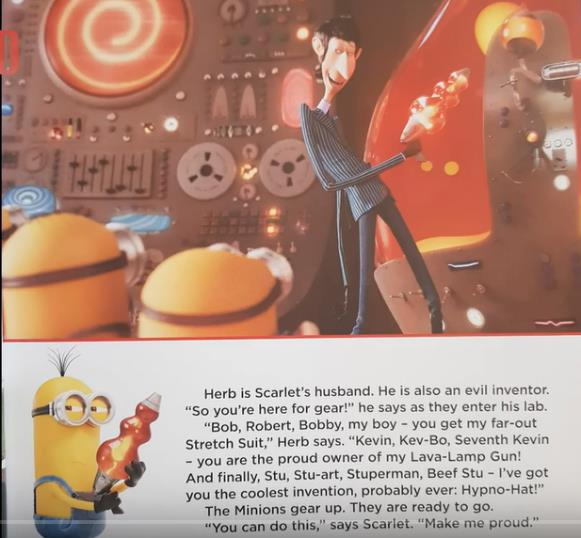 Herb is Scarlet's husband. He is also an evil inventor.
"So you're here for gear!" he says as they enter his lab.
"Bob, Robert, Bobby, my boy – you get my far-out
Stretch Suit," Herb says. "Kevin, Kev-Bo, Seventh Kevin
– you are the proud owner of my Lava-Lamp Gun!
And finally, Stu, Stu-art, Stuperman, Beef Stu – I've got
you the coolest invention, probably ever: Hypno-Hat!"
The Minions gear up. They are ready to go.
"You can do this," says Scarlet. "Make me proud."